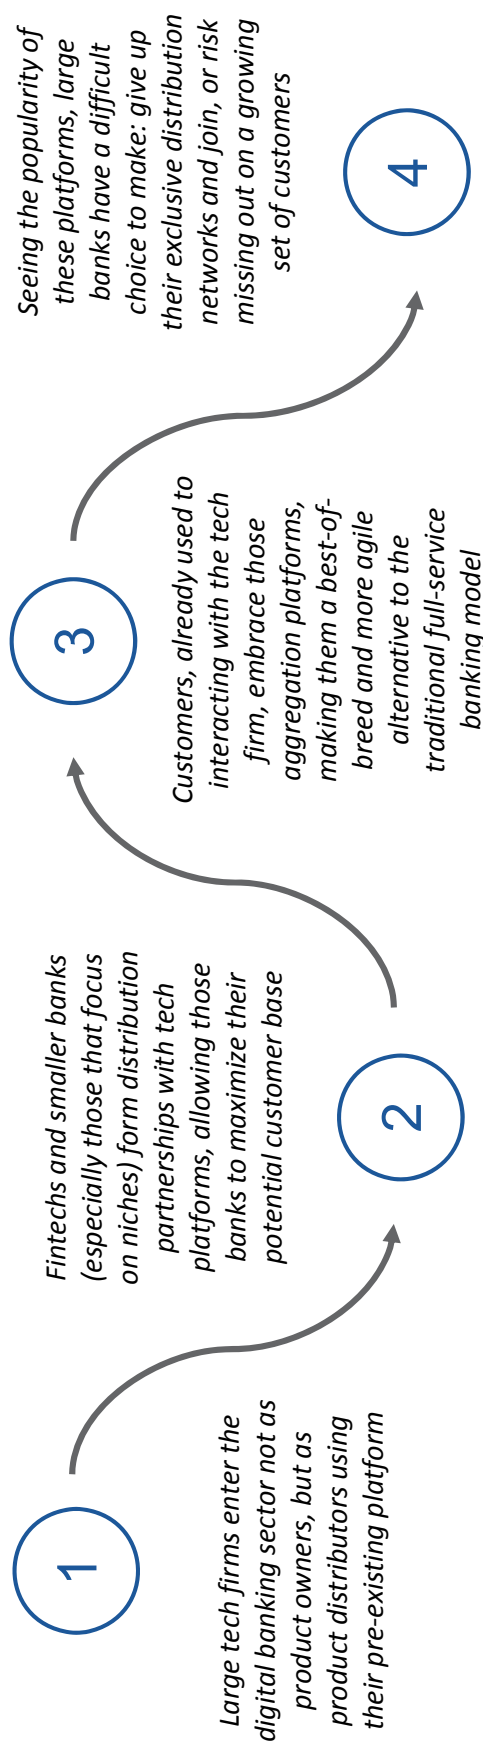 1
Large tech firms enter the
digital banking sector not as
product owners, but as
product distributors using
their pre-existing platform
Fintechs and smaller banks
(especially those that focus
on niches) form distribution
partnerships with tech
platforms, allowing those
banks to maximize their
potential customer base
2
3
Customers, already used to
interacting with the tech
firm, embrace those
aggregation platforms,
making them a best-of-
breed and more agile
alternative to the
traditional full-service
banking model
Seeing the popularity of
these platforms, large
banks have a difficult
choice to make: give up
their exclusive distribution
networks and join, or risk
missing out on a growing
set of customers
4